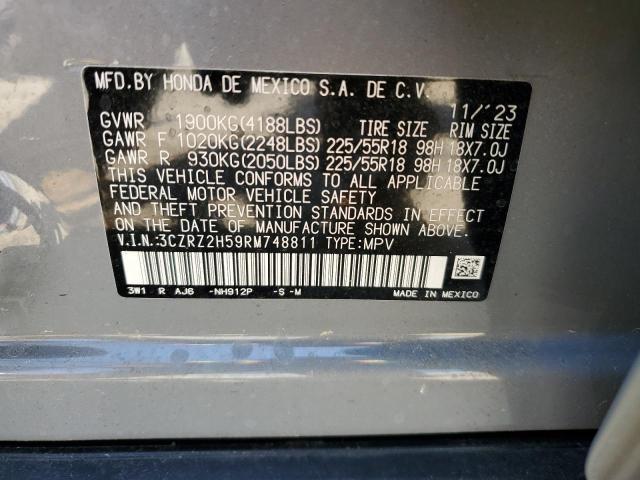 MFD.BY HONDA DE MEXICO S.A. DE C.V.
11/'23
GVWR 1900KG(4188LBS) TIRE SIZE RIM SIZE
GAWR F 1020KG(2248LBS) 225/55R18 98H 18X7.0J
GAWR R 930KG(2050LBS) 225/55R18 98H 18X7.0J
THIS VEHICLE CONFORMS TO ALL APPLICABLE
FEDERAL MOTOR VEHICLE SAFETY
AND THEFT PREVENTION STANDARDS IN EFFECT
ON THE DATE OF MANUFACTURE SHOWN ABOVE.
V.I.N.:3CZRZ2H59RM748811 TYPE:MPV
3W1 R AJ6 -NH912P -S -M MADE IN MEXICO